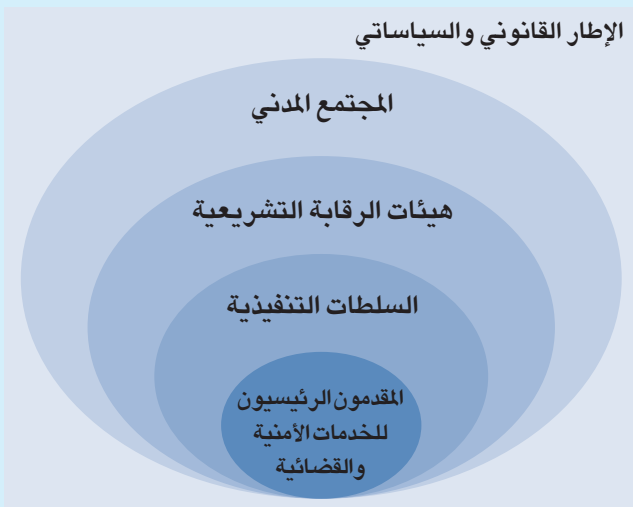 الإطار القانوني والسياساتي
المجتمع المدني
هيئات الرقابة التشريعية
السلطات التنفيذية
المقدمون الرئيسيون
للخدمات الأمنية
والقضائية